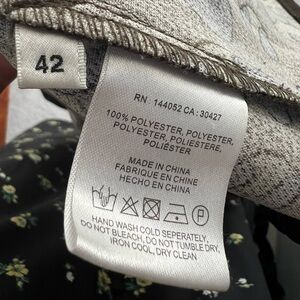 42
RN : 144052 CA : 30427
100% POLYESTER, POLYESTER,
POLYESTER, POLIESTERE,
POLIÉSTER
MADE IN CHINA
FABRIQUE EN CHINE
HECHO EN CHINA
P
HAND WASH COLD SEPERATELY,
DO NOT BLEACH, DO NOT TUMBLE DRY,
IRON COOL, DRY CLEAN